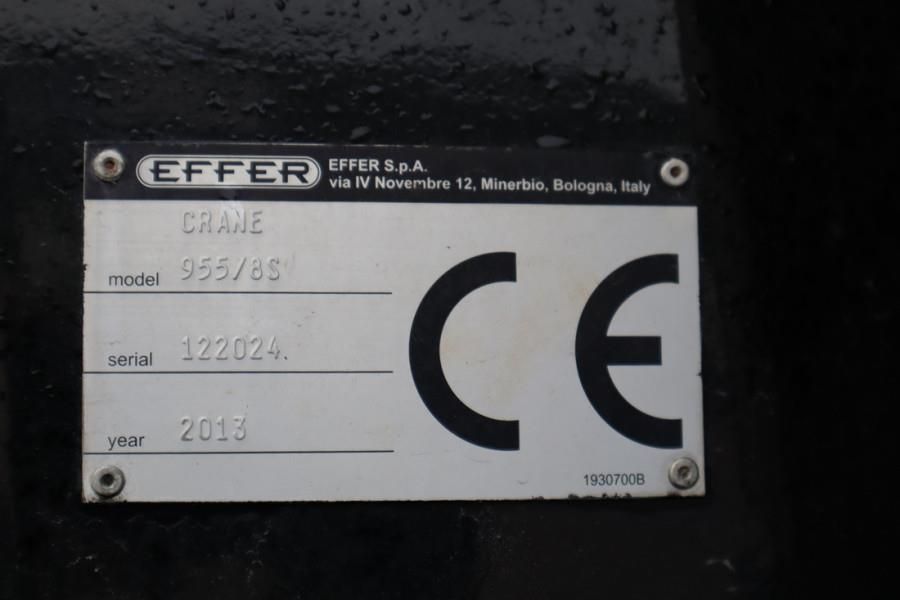 EFFER
EFFER S.p.A.
via IV Novembre 12, Minerbio, Bologna, Italy
CRANE
model 955/8S
serial 122024
year 2013
CE
1930700B